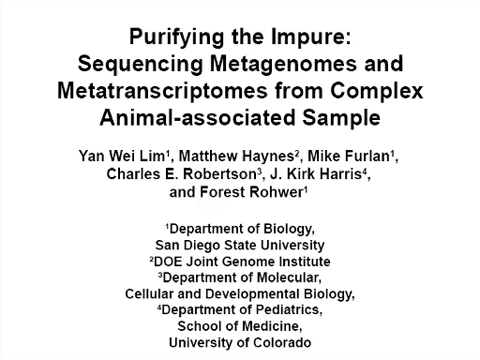 Purifying the Impure:
Sequencing Metagenomes and
Metatranscriptomes from Complex
Animal-associated Sample
Yan Wei Lim¹, Matthew Haynes², Mike Furlan¹,
Charles E. Robertson³, J. Kirk Harris⁴,
and Forest Rohwer¹
¹Department of Biology,
San Diego State University
²DOE Joint Genome Institute
³Department of Molecular,
Cellular and Developmental Biology,
⁴Department of Pediatrics,
School of Medicine,
University of Colorado